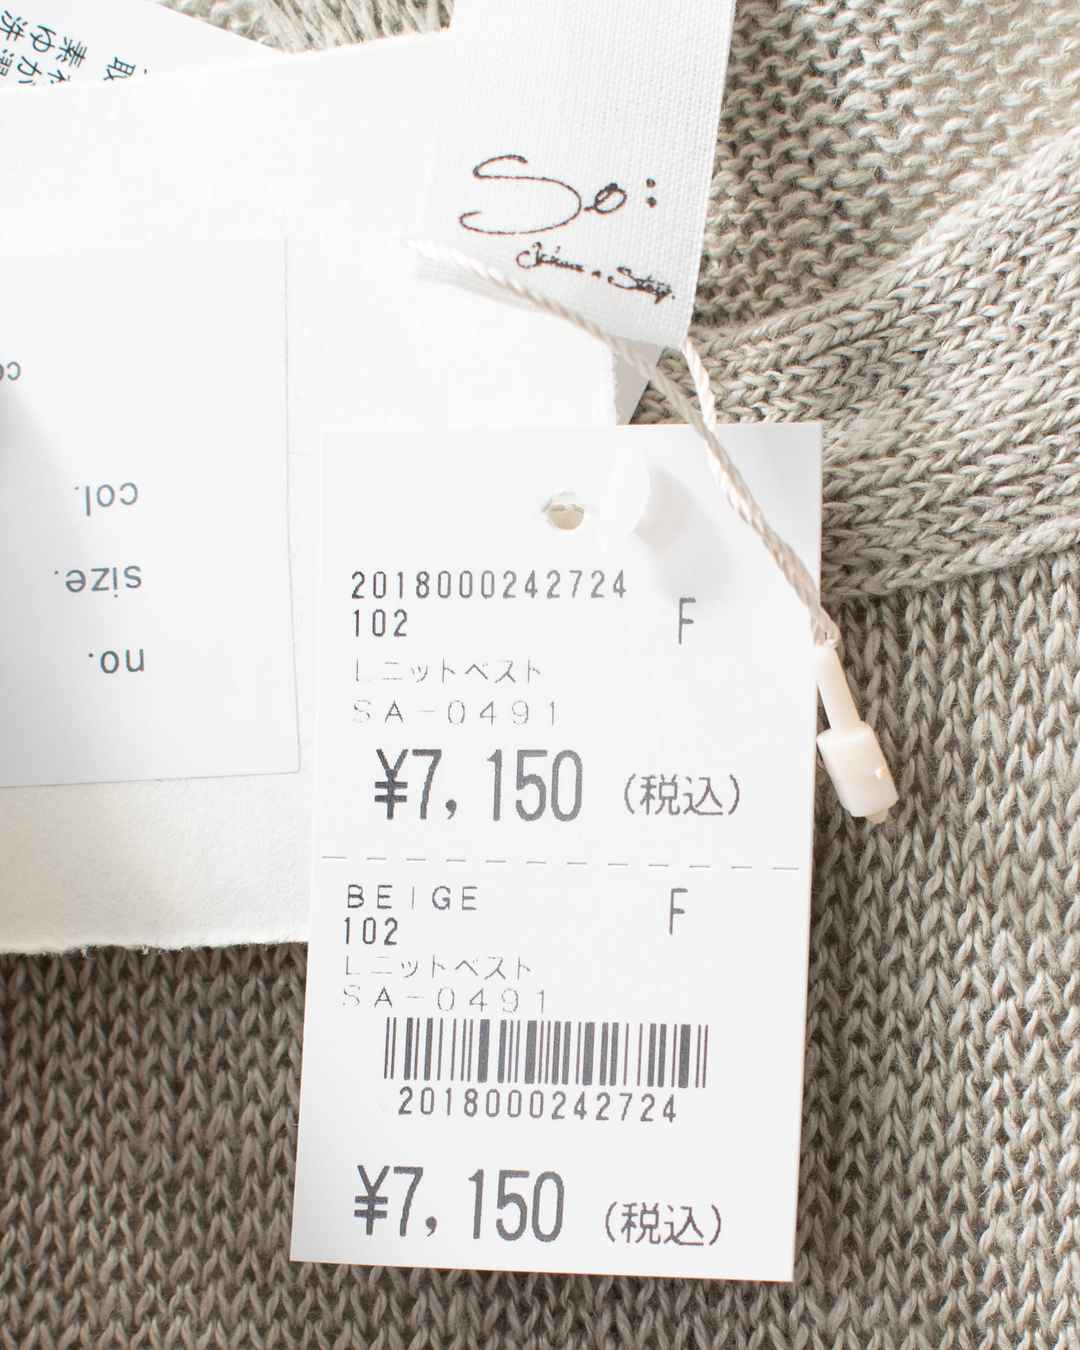 So:
co
col.
size.
no.
2018000242724
102
F
Lニットベスト
SA-0491
¥7,150 (税込)
BEIGE
F
102
Lニットベスト
SA-0491
2018000242724
¥7,150 (税込)